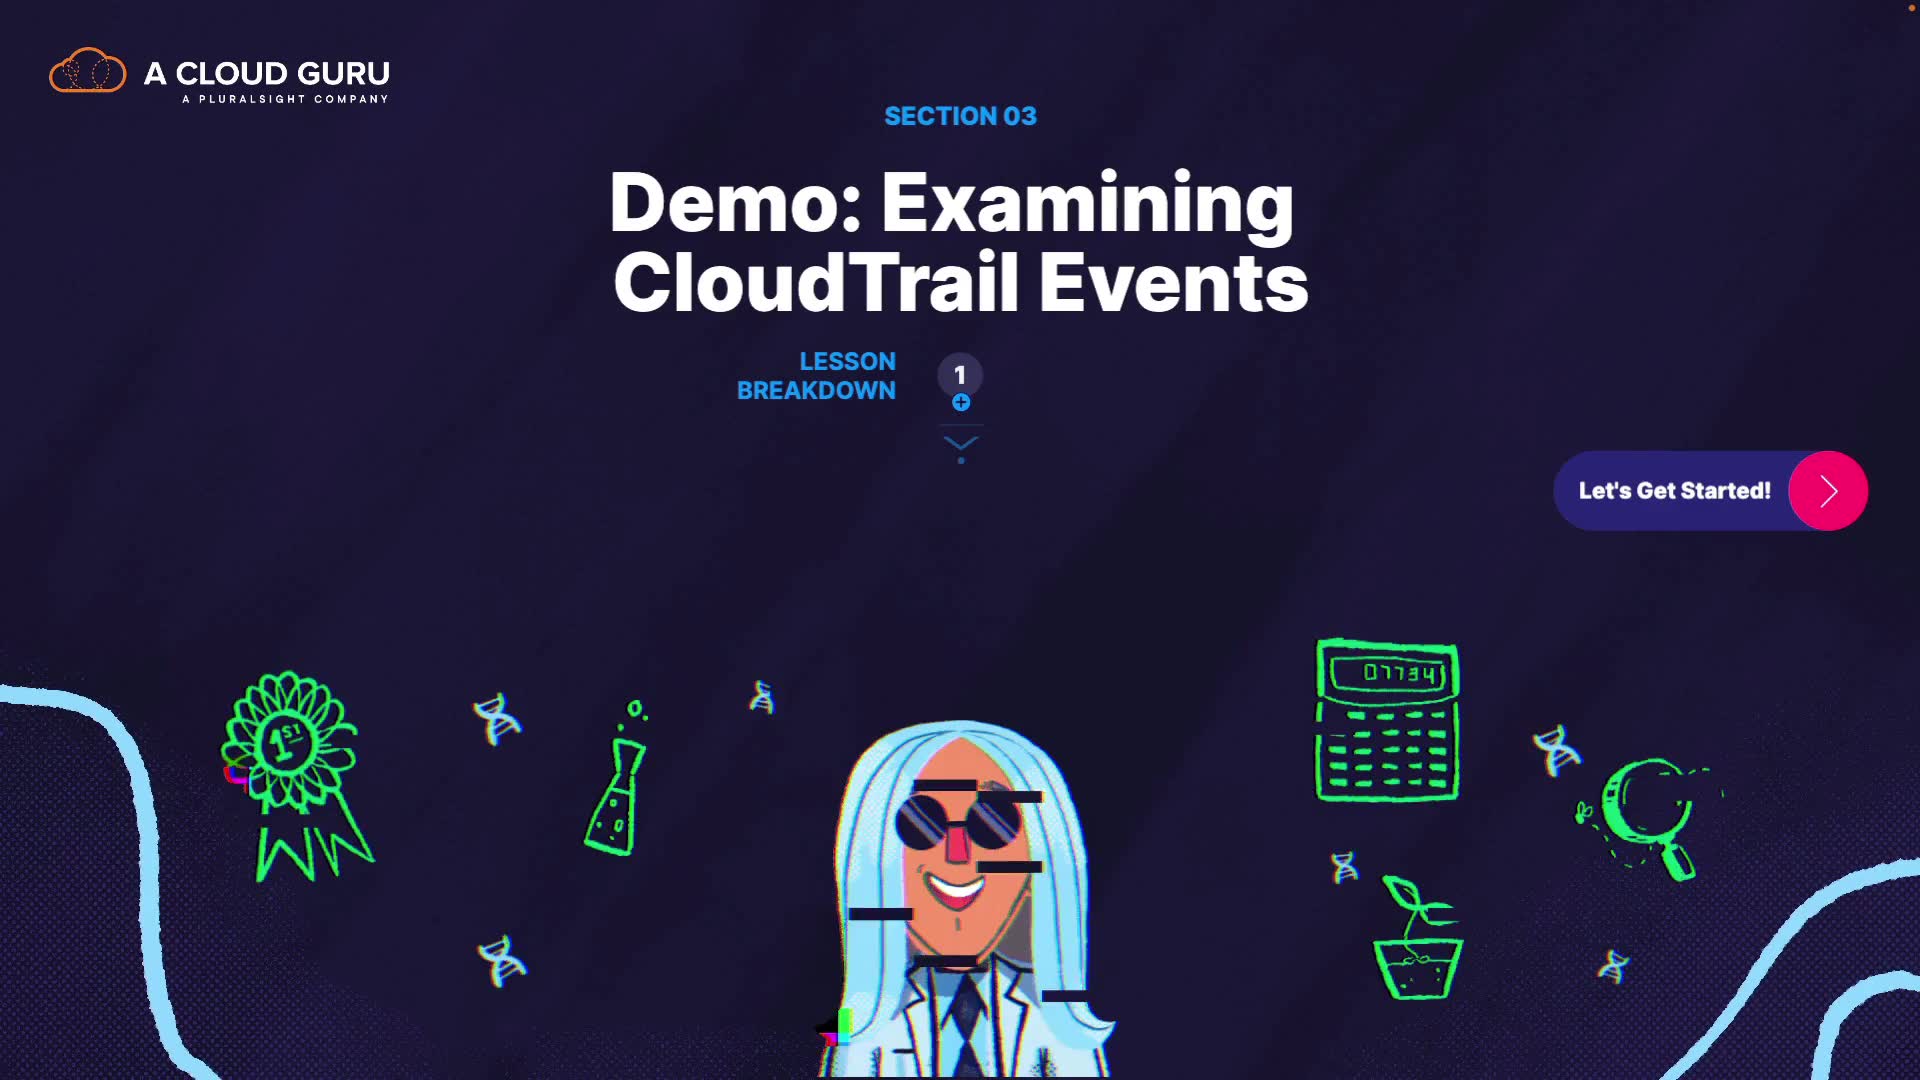 A CLOUD GURU
A PLURALSIGHT COMPANY
SECTION 03
Demo: Examining
CloudTrail Events
LESSON
BREAKDOWN
1
Let's Get Started!
1ST
07734